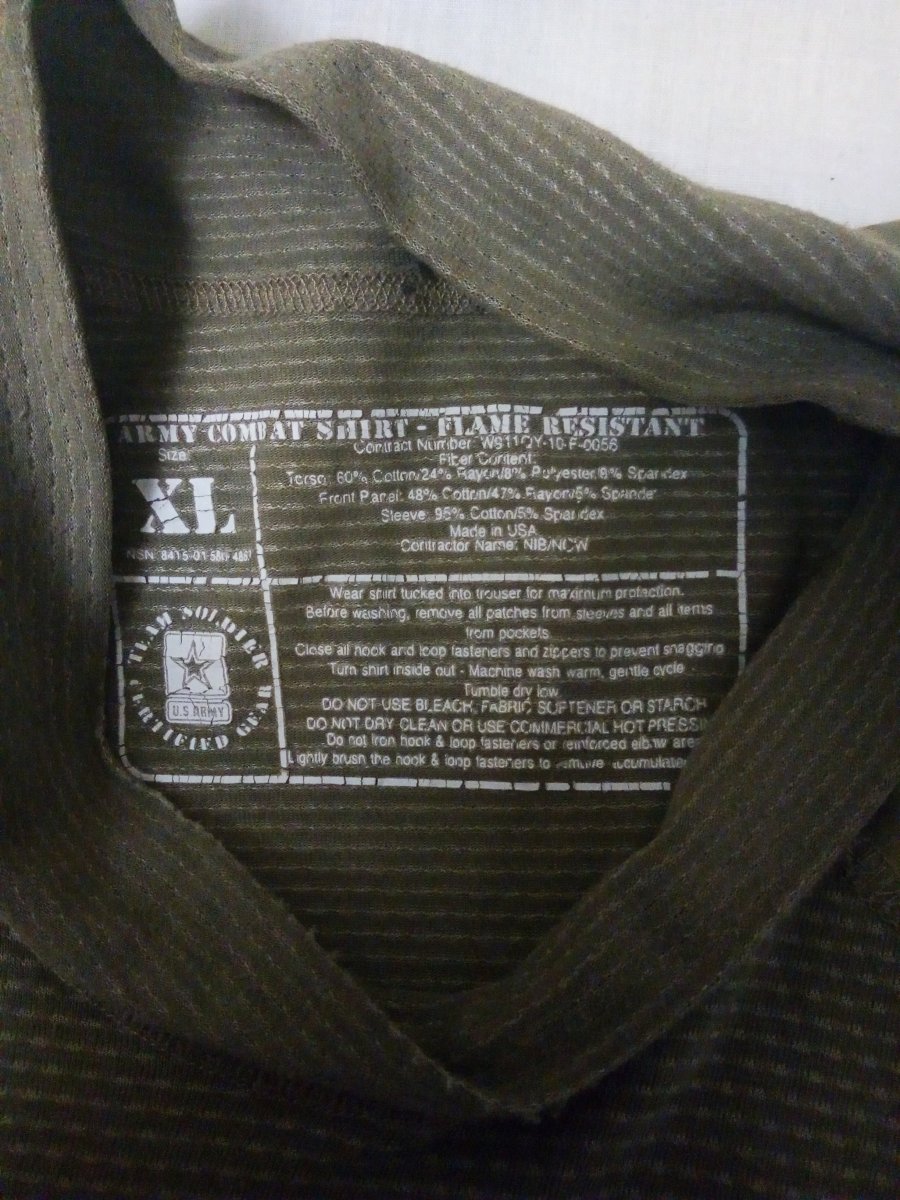 ARMY COMBAT SHIRT - FLAME RESISTANT
Size
XL
NSN: 8415-01-
Contract Number: W911QY-10-F-0056
Fiber Content:
Torso: 60% Cotton/24% Rayon/8% Polyester/8% Spandex
Front Panel: 48% Cotton/47% Rayon/5% Spandex
Sleeve: 95% Cotton/5% Spandex
Made in USA
Contractor Name: NIB/NCW
TEAM SOLDIER
U.S ARMY
CERTIFIED GEAR
Wear shirt tucked into trouser for maximum protection.
Before washing, remove all patches from sleeves and all items
from pockets
Close all hook and loop fasteners and zippers to prevent snagging
Turn shirt inside out - Machine wash warm, gentle cycle
Tumble dry low
DO NOT USE BLEACH, FABRIC SOFTENER OR STARCH
DO NOT DRY CLEAN OR USE COMMERCIAL HOT PRESSIN
Do not iron hook & loop fasteners or reinforced elbow are
Lightly brush the hook & loop fasteners to remove accumulated